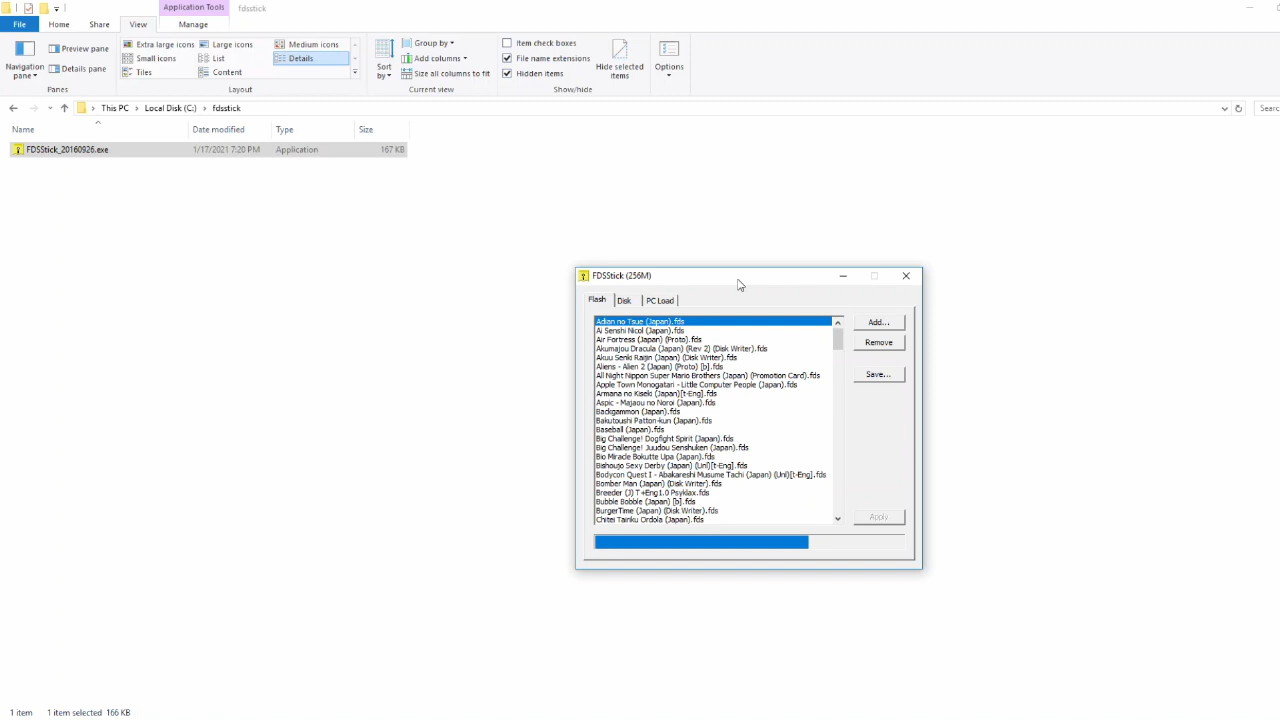 Application Tools
fdsstick
File
Home
Share
View
Manage
Navigation pane
Preview pane
Details pane
Panes
Extra large icons
Large icons
Medium icons
Small icons
List
Details
Tiles
Content
Layout
Sort by
Group by
Add columns
Size all columns to fit
Current view
Item check boxes
File name extensions
Hidden items
Hide selected items
Show/hide
Options
This PC
Local Disk (C:)
fdsstick
Sear
Name
Date modified
Type
Size
FDSStick_20160926.exe
1/17/2021 7:20 PM
Application
167 KB
FDSStick (256M)
Flash
Disk
PC Load
Adian no Tsue (Japan).fds
Ai Senshi Nicol (Japan).fds
Air Fortress (Japan) (Proto).fds
Akumajou Dracula (Japan) (Rev 2) (Disk Writer).fds
Akuu Senki Raijin (Japan) (Disk Writer).fds
Aliens - Alien 2 (Japan) (Proto) [b].fds
All Night Nippon Super Mario Brothers (Japan) (Promotion Card).fds
Apple Town Monogatari - Little Computer People (Japan).fds
Armana no Kiseki (Japan)[t-Eng].fds
Aspic - Majaou no Noroi (Japan).fds
Backgammon (Japan).fds
Bakutoushi Patton-kun (Japan).fds
Baseball (Japan).fds
Big Challenge! Dogfight Spirit (Japan).fds
Big Challenge! Juudou Senshuken (Japan).fds
Bio Miracle Bokutte Upa (Japan).fds
Bishoujo Sexy Derby (Japan) (Unl)[t-Eng].fds
Bodycon Quest I - Abakareshi Musume Tachi (Japan) (Unl)[t-Eng].fds
Bomber Man (Japan) (Disk Writer).fds
Breeder (J) T+Eng1.0 Psyklax.fds
Bubble Bobble (Japan) [b].fds
BurgerTime (Japan) (Disk Writer).fds
Chitei Tairiku Ordola (Japan).fds
Add...
Remove
Save...
Apply
1 item
1 item selected 166 KB